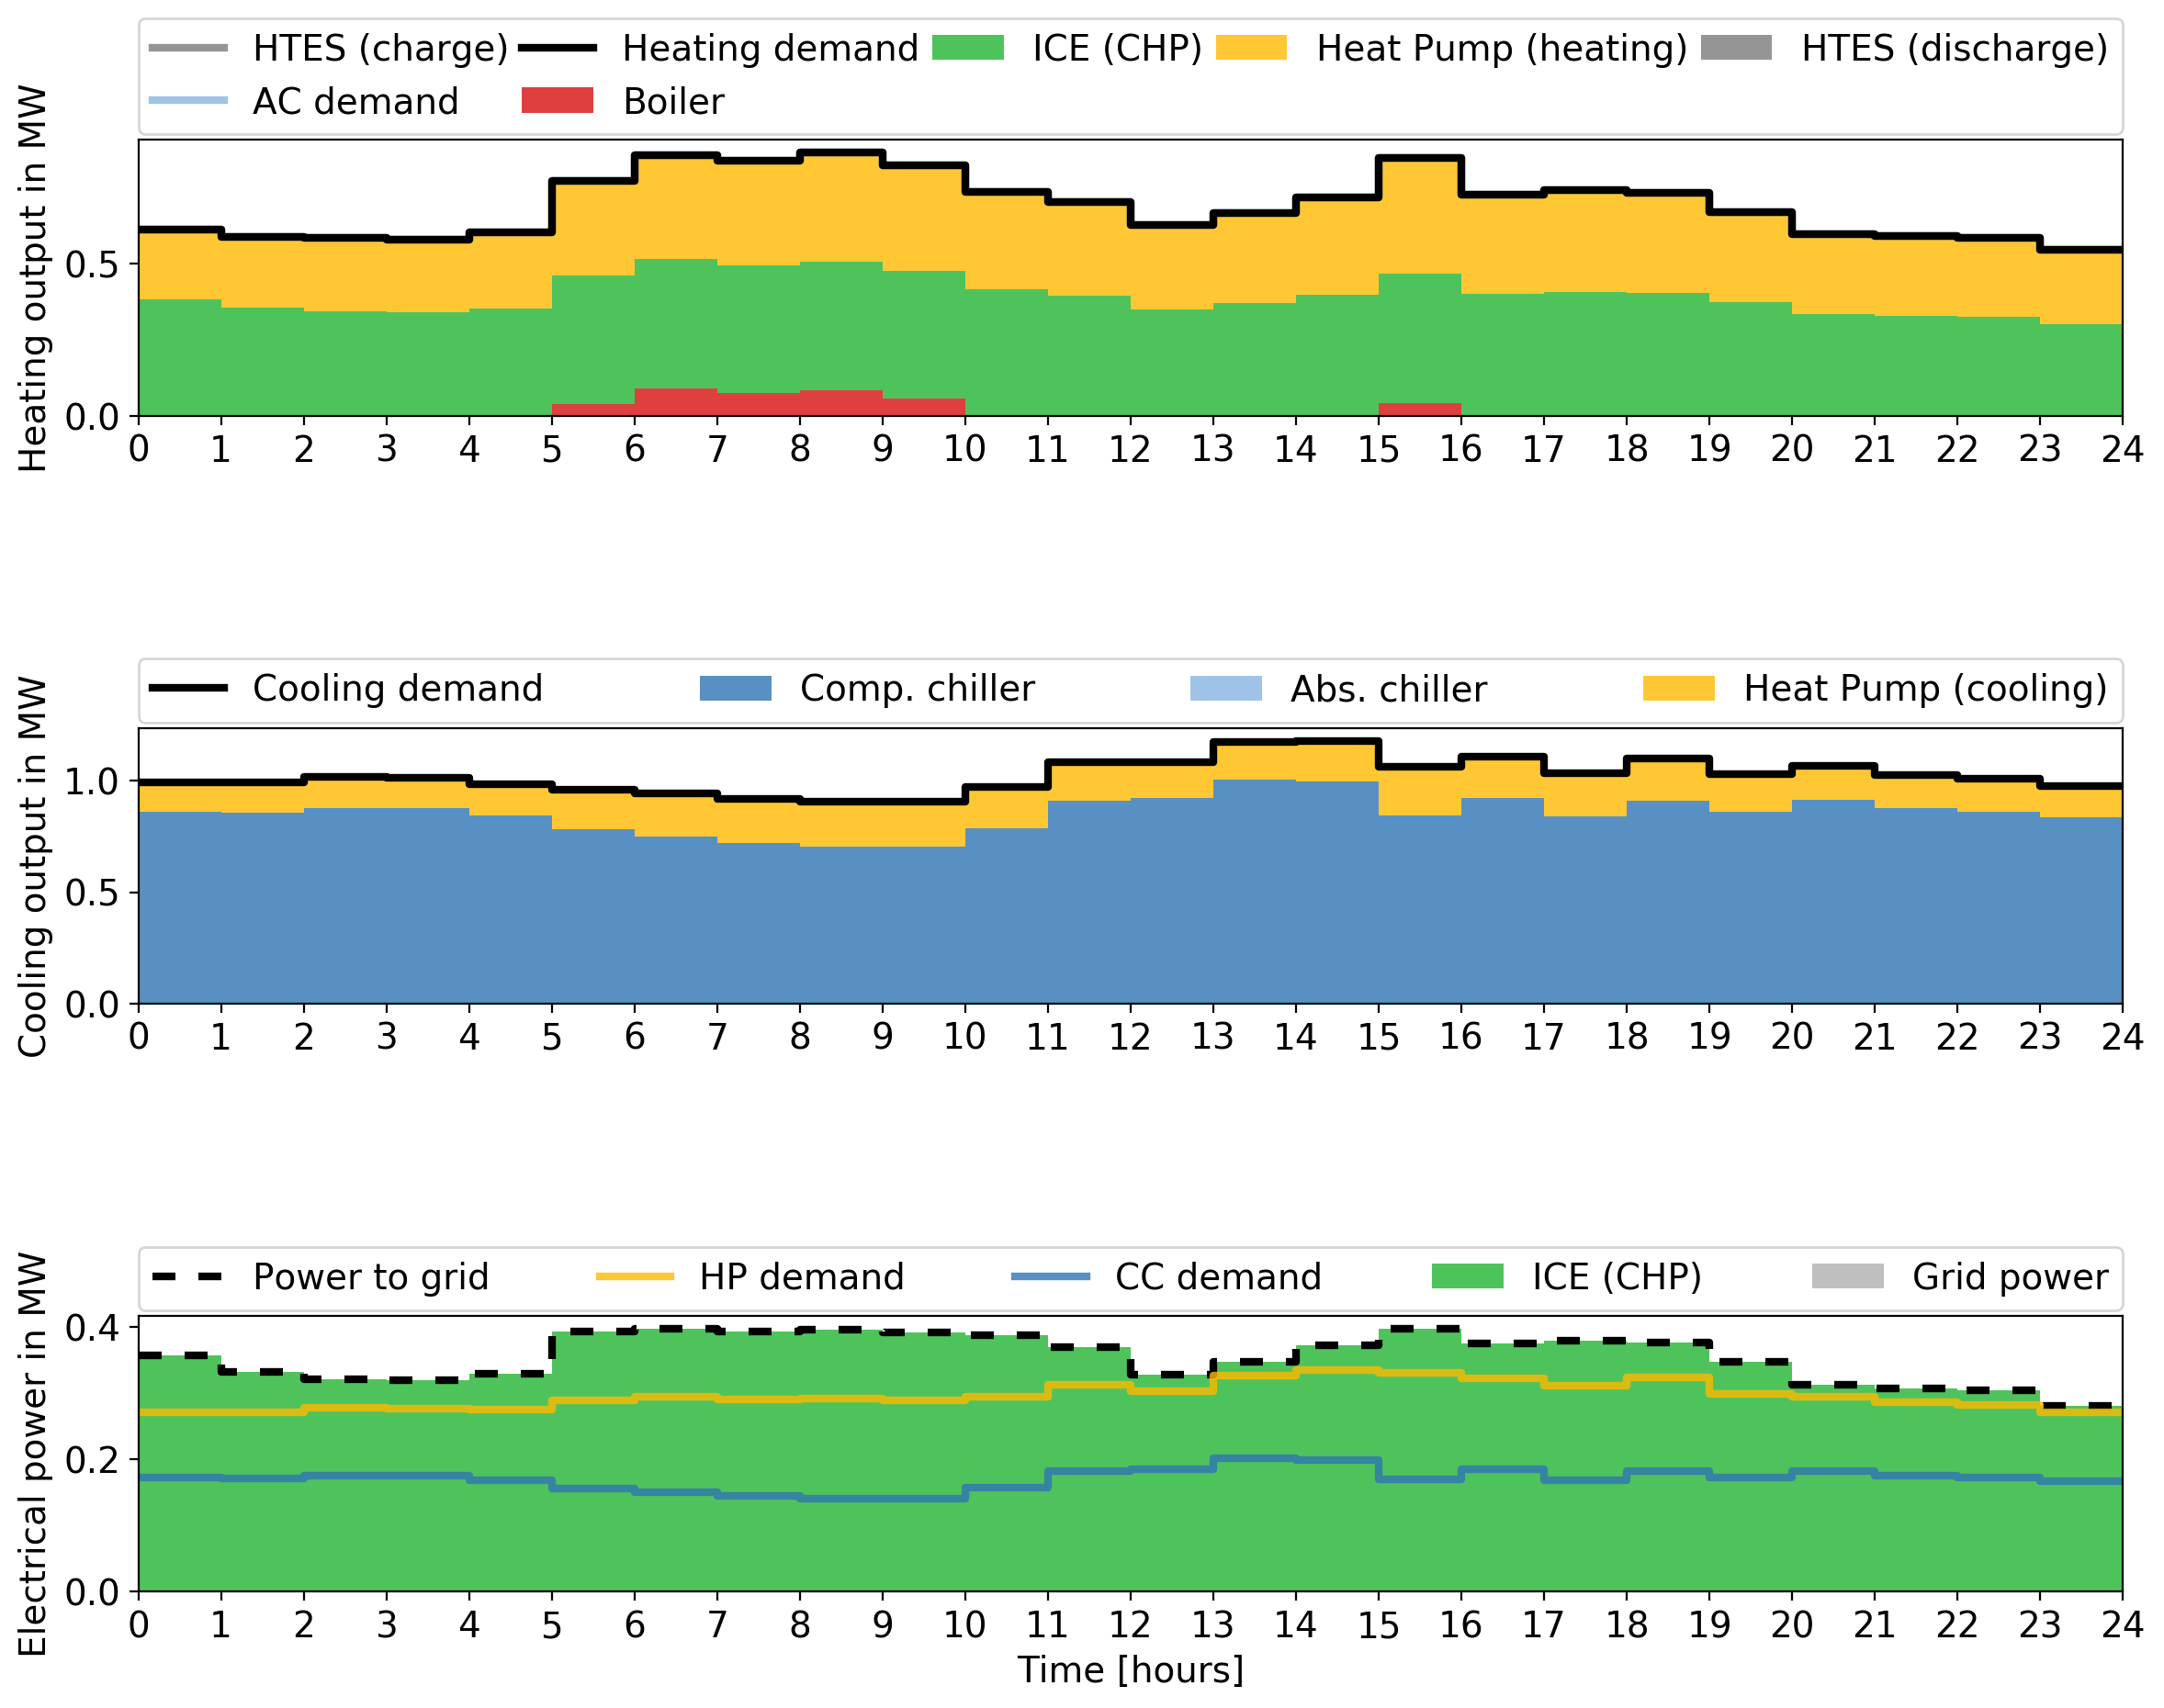 HTES (charge) Heating demand ICE (CHP) Heat Pump (heating) HTES (discharge)
AC demand Boiler
Heating output in MW
0.5
0.0
0 1 2 3 4 5 6 7 8 9 10 11 12 13 14 15 16 17 18 19 20 21 22 23 24
Cooling demand Comp. chiller Abs. chiller Heat Pump (cooling)
Cooling output in MW
1.0
0.5
0.0
0 1 2 3 4 5 6 7 8 9 10 11 12 13 14 15 16 17 18 19 20 21 22 23 24
Power to grid HP demand CC demand ICE (CHP) Grid power
Electrical power in MW
0.4
0.2
0.0
0 1 2 3 4 5 6 7 8 9 10 11 12 13 14 15 16 17 18 19 20 21 22 23 24
Time [hours]